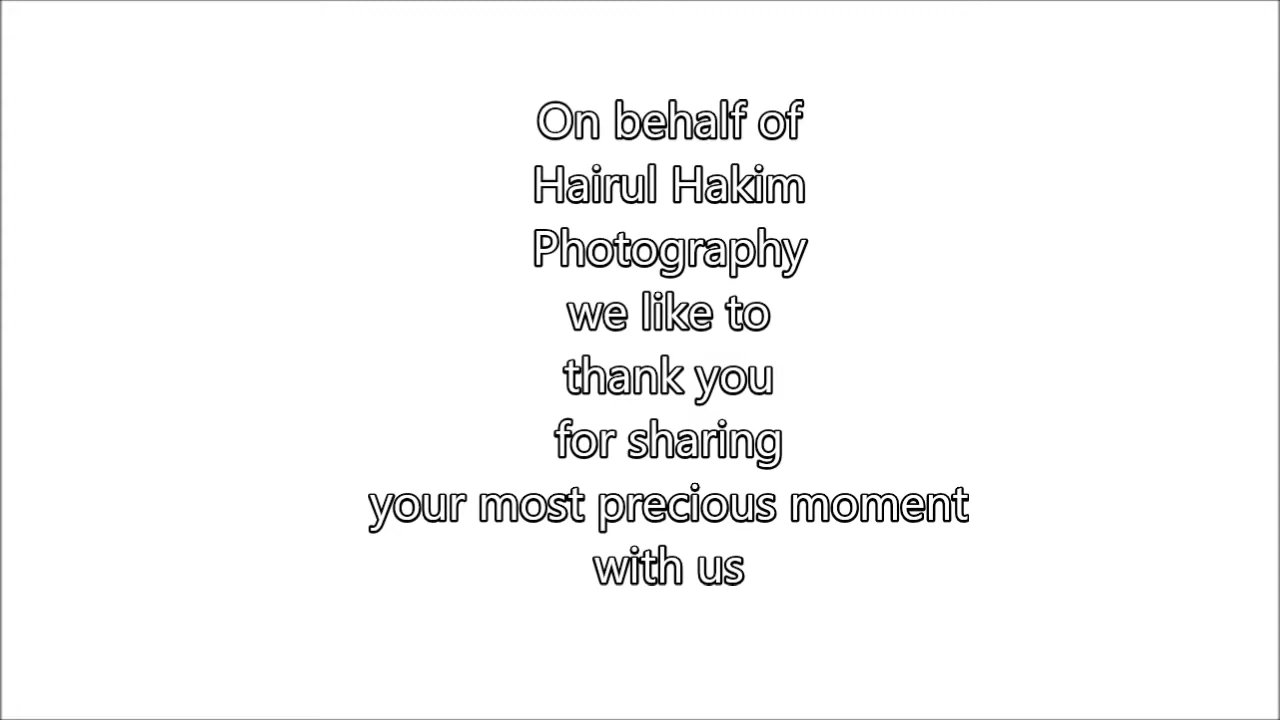 On behalf of
Hairul Hakim
Photography
we like to
thank you
for sharing
your most precious moment
with us